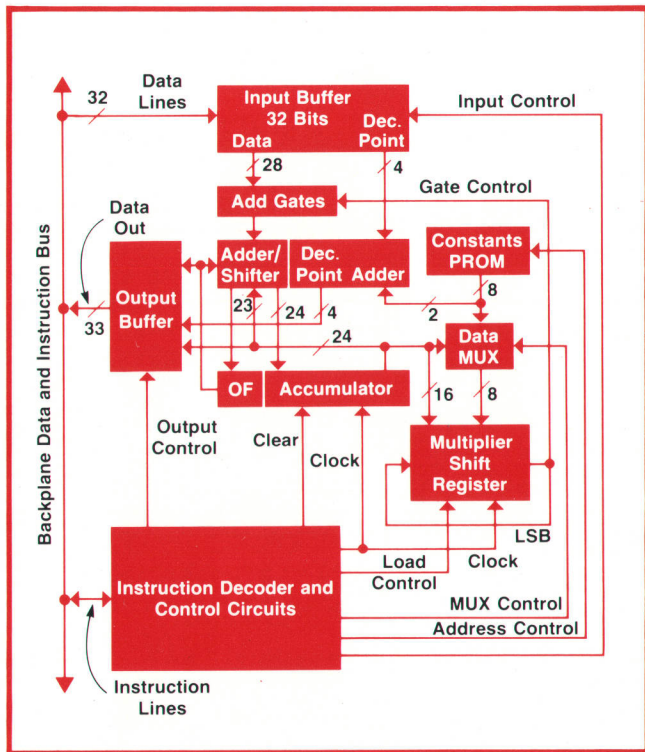 32
Data
Lines
Input Buffer
32 Bits
Data
Dec.
Point
Input Control
28
4
Add Gates
Gate Control
Data
Out
Backplane Data and Instruction Bus
Output
Buffer
33
Adder/
Shifter
Dec.
Point Adder
Constants
PROM
8
23
24
4
2
24
Data
MUX
OF
Accumulator
16
8
Output
Control
Clear
Clock
Multiplier
Shift
Register
LSB
Load
Control
Clock
Instruction Decoder and
Control Circuits
MUX Control
Address Control
Instruction
Lines